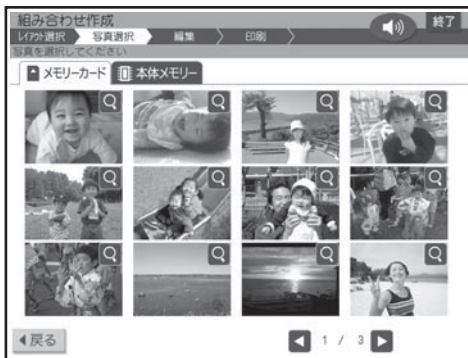 組み合わせ作成
終了
レイアウト選択 写真選択 編集 印刷
写真を選択してください
メモリーカード 本体メモリー
戻る 1 / 3